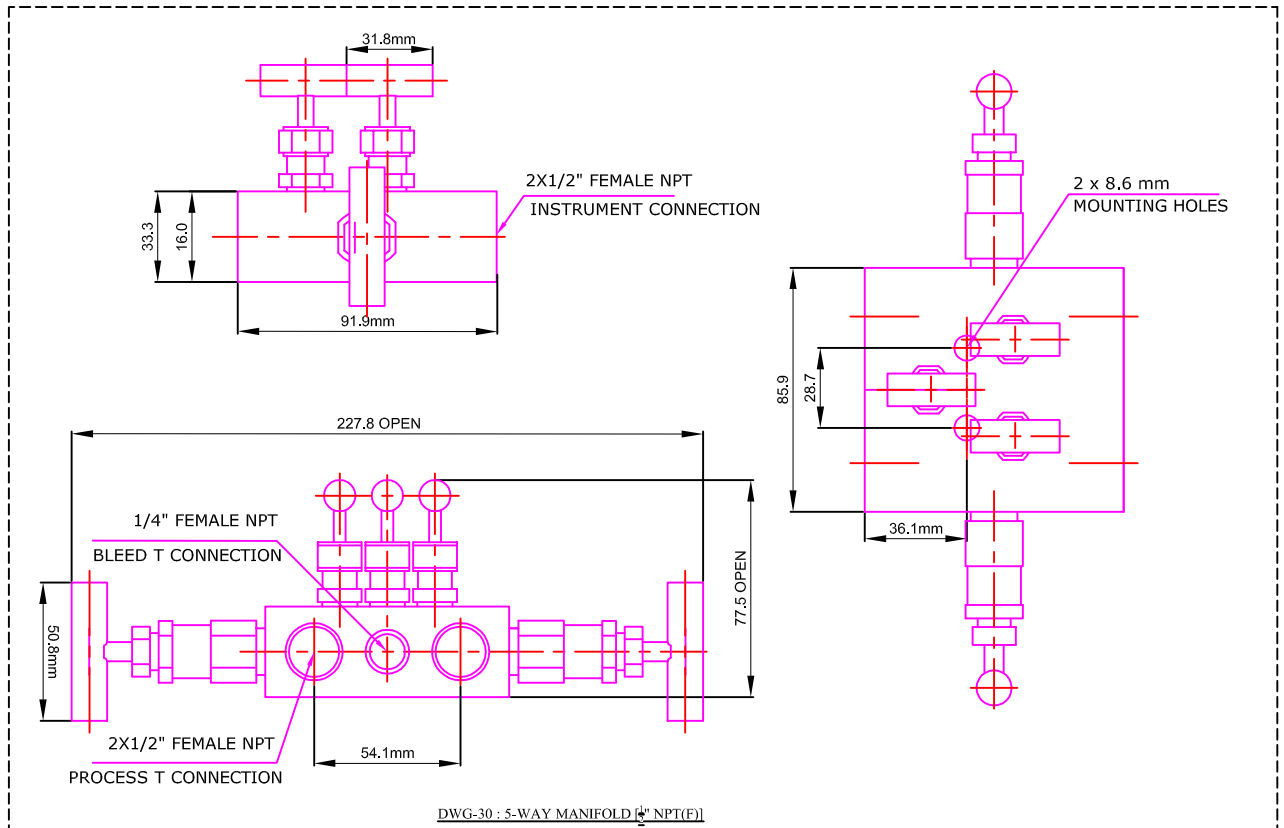 31.8mm
2X1/2" FEMALE NPT
INSTRUMENT CONNECTION
33.3
16.0
91.9mm
2 x 8.6 mm
MOUNTING HOLES
85.9
28.7
36.1mm
227.8 OPEN
1/4" FEMALE NPT
BLEED T CONNECTION
77.5 OPEN
50.8mm
2X1/2" FEMALE NPT
PROCESS T CONNECTION
54.1mm
DWG-30 : 5-WAY MANIFOLD [" NPT(F)]